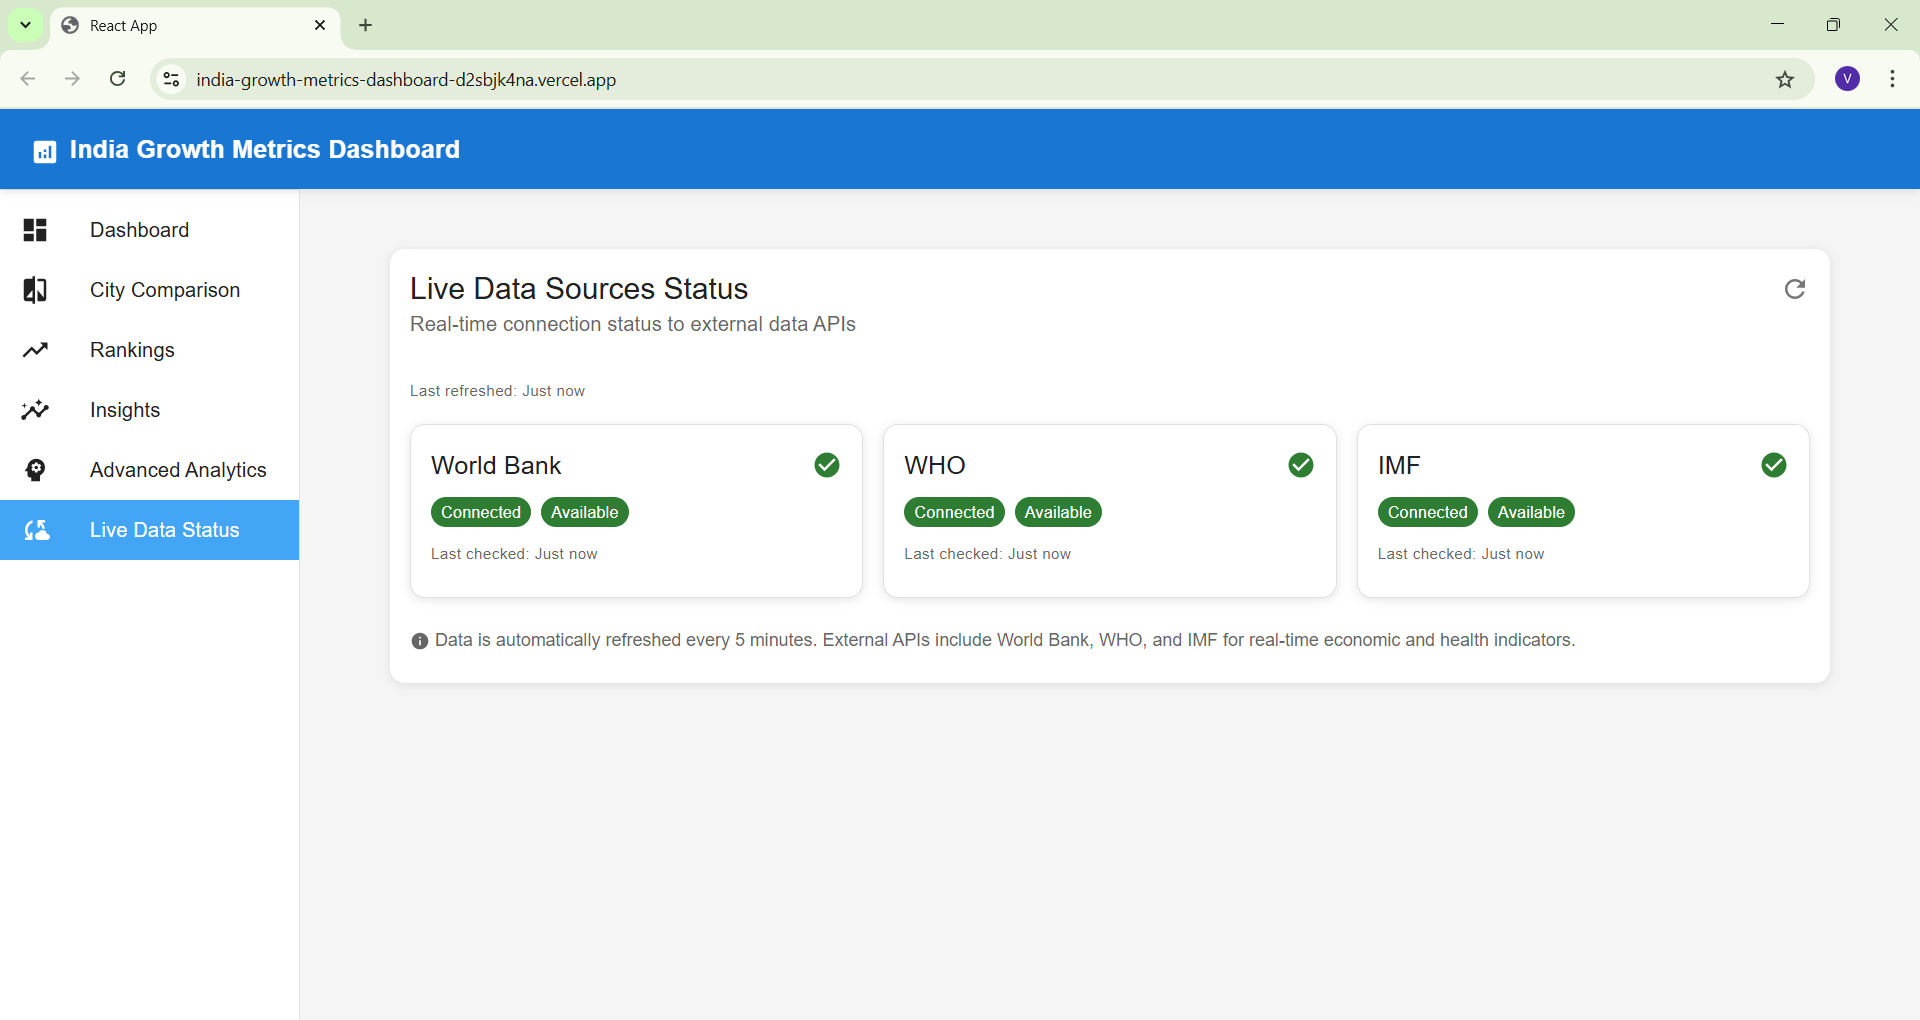 React App
india-growth-metrics-dashboard-d2sbjk4na.vercel.app
V
India Growth Metrics Dashboard
Dashboard
City Comparison
Rankings
Insights
Advanced Analytics
Live Data Status
Live Data Sources Status
Real-time connection status to external data APIs
Last refreshed: Just now
World Bank
Connected Available
Last checked: Just now
WHO
Connected Available
Last checked: Just now
IMF
Connected Available
Last checked: Just now
Data is automatically refreshed every 5 minutes. External APIs include World Bank, WHO, and IMF for real-time economic and health indicators.